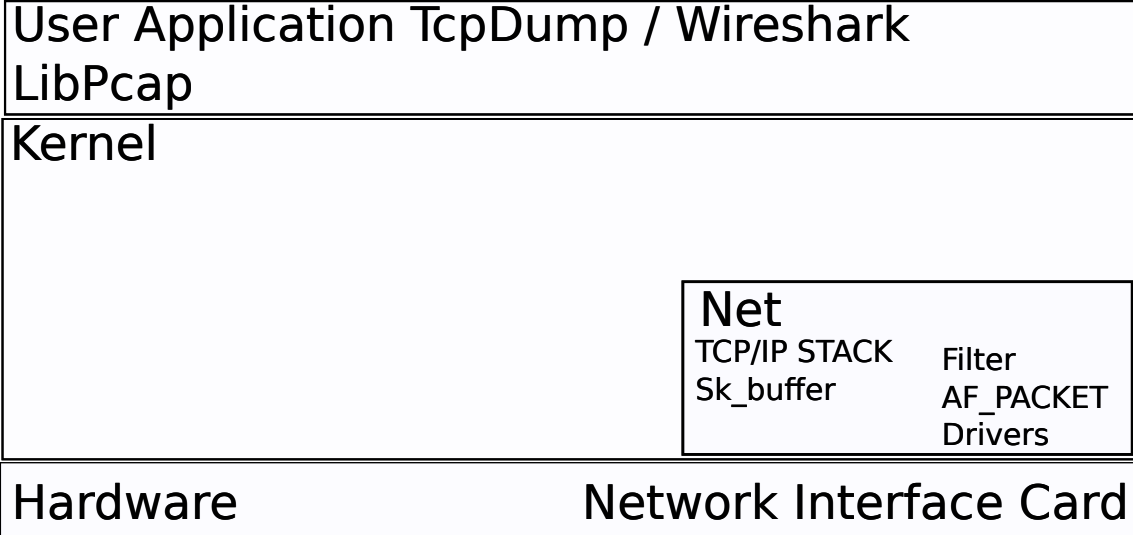 User Application TcpDump / Wireshark
LibPcap
Kernel
Net
TCP/IP STACK
Sk_buffer
Filter
AF_PACKET
Drivers
Hardware
Network Interface Card